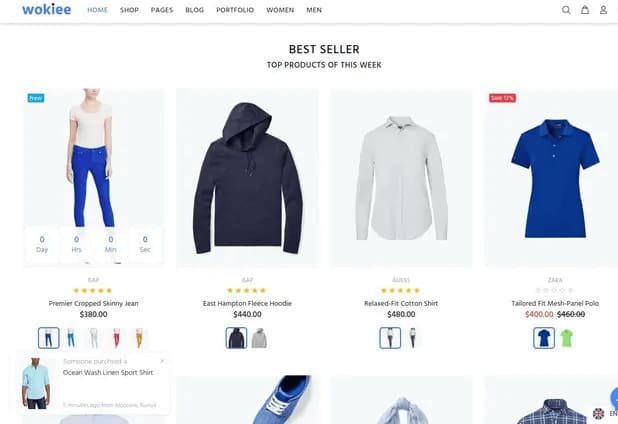 wokiee HOME SHOP PAGES BLOG PORTFOLIO WOMEN MEN
BEST SELLER
TOP PRODUCTS OF THIS WEEK
New
Sale 13%
0 0 0 0
Day Hrs Min Sec
GAP
Premier Cropped Skinny Jean
$380.00
GAP
East Hampton Fleece Hoodie
$440.00
GUESS
Relaxed-Fit Cotton Shirt
$480.00
ZARA
Tailored Fit Mesh-Panel Polo
$400.00 $460.00
Someone purchsed a
Ocean Wash Linen Sport Shirt
5 minutes ago from Moscow, Russia
EN